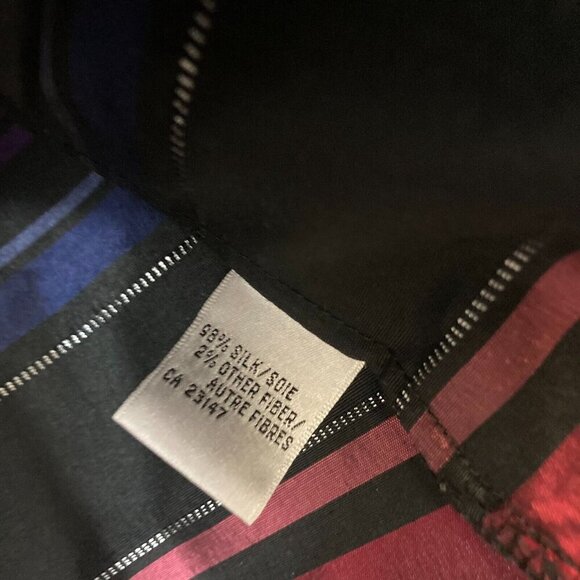 98% SILK/SOIE
2% OTHER FIBER/
AUTRE FIBRES
CA 23147